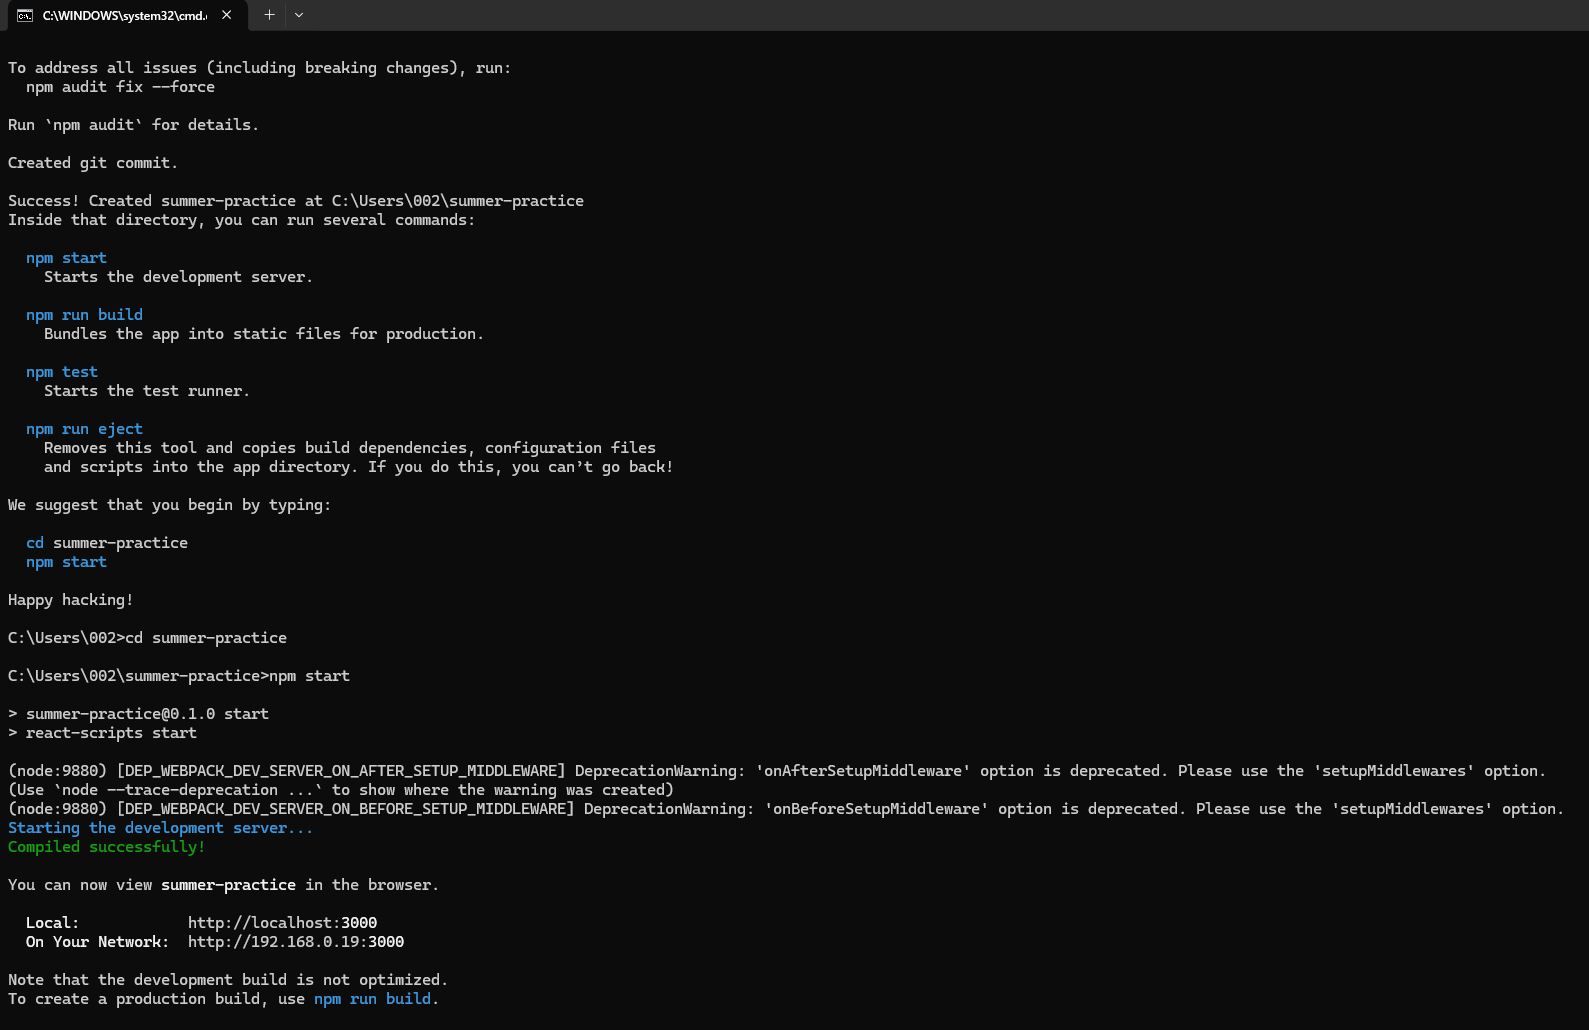 C:\WINDOWS\system32\cmd.
To address all issues (including breaking changes), run:
  npm audit fix --force
Run `npm audit` for details.
Created git commit.
Success! Created summer-practice at C:\Users\002\summer-practice
Inside that directory, you can run several commands:
  npm start
    Starts the development server.
  npm run build
    Bundles the app into static files for production.
  npm test
    Starts the test runner.
  npm run eject
    Removes this tool and copies build dependencies, configuration files
    and scripts into the app directory. If you do this, you can’t go back!
We suggest that you begin by typing:
  cd summer-practice
  npm start
Happy hacking!
C:\Users\002>cd summer-practice
C:\Users\002\summer-practice>npm start
> summer-practice@0.1.0 start
> react-scripts start
(node:9880) [DEP_WEBPACK_DEV_SERVER_ON_AFTER_SETUP_MIDDLEWARE] DeprecationWarning: 'onAfterSetupMiddleware' option is deprecated. Please use the 'setupMiddlewares' option.
(Use `node --trace-deprecation ...` to show where the warning was created)
(node:9880) [DEP_WEBPACK_DEV_SERVER_ON_BEFORE_SETUP_MIDDLEWARE] DeprecationWarning: 'onBeforeSetupMiddleware' option is deprecated. Please use the 'setupMiddlewares' option.
Starting the development server...
Compiled successfully!
You can now view summer-practice in the browser.
  Local:            http://localhost:3000
  On Your Network:  http://192.168.0.19:3000
Note that the development build is not optimized.
To create a production build, use npm run build.